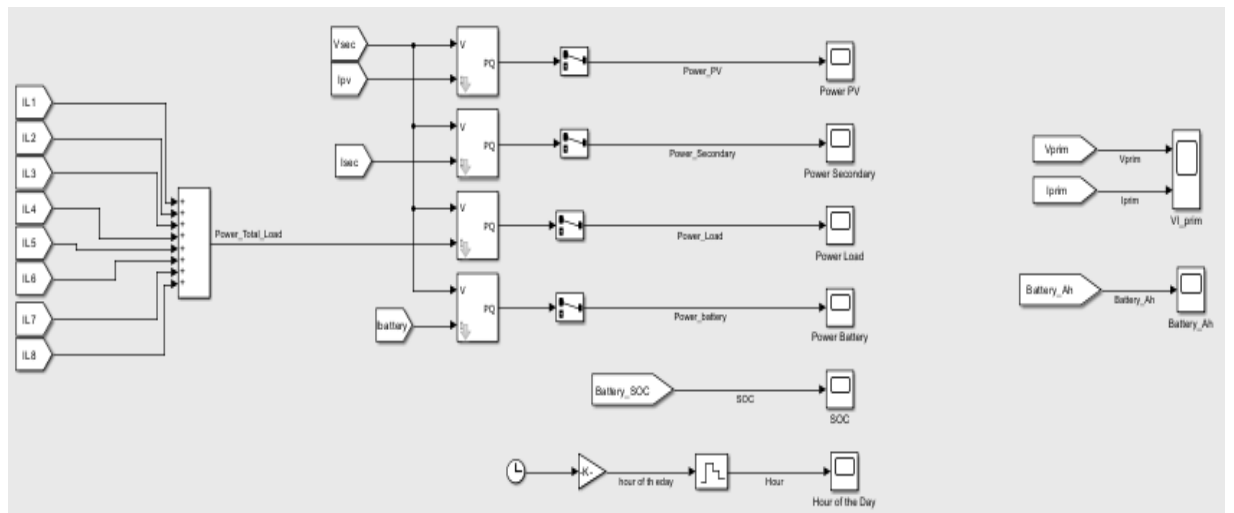 IL1
IL2
IL3
IL4
IL5
IL6
IL7
IL8
+
+
+
+
+
+
+
+
Power_Total_Load
Vsec
Ipv
V
PQ
Power_PV
Power PV
Isec
V
PQ
Power_Secondary
Power Secondary
V
PQ
Power_Load
Power Load
Ibattery
V
PQ
Power_battery
Power Battery
Battery_SOC
SOC
SOC
-K-
hour of th eday
Hour
Hour of the Day
Vprim
Vprim
Iprim
Iprim
VI_prim
Battery_Ah
Battery_Ah
Battery_Ah